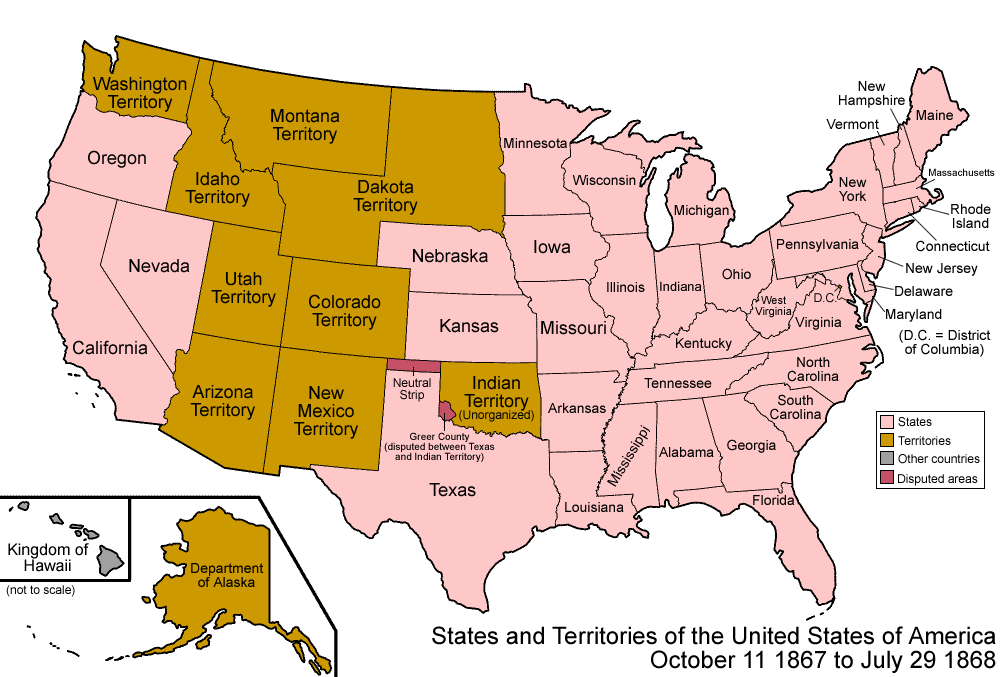 Washington
Territory
Montana
Territory
Oregon
Idaho
Territory
Dakota
Territory
Minnesota
Wisconsin
Michigan
New
Hampshire
Vermont
Maine
Massachusetts
New
York
Rhode
Island
Connecticut
New Jersey
Pennsylvania
Delaware
Maryland
(D.C. = District
of Columbia)
Nevada
California
Utah
Territory
Colorado
Territory
Nebraska
Kansas
Iowa
Missouri
Illinois
Indiana
Ohio
West
Virginia
D.C.
Virginia
Kentucky
Tennessee
North
Carolina
South
Carolina
Arizona
Territory
New
Mexico
Territory
Neutral
Strip
Indian
Territory
(Unorganized)
Greer County
(disputed between Texas
and Indian Territory)
Arkansas
Mississippi
Alabama
Georgia
Texas
Louisiana
Florida
States
Territories
Other countries
Disputed areas
Kingdom of
Hawaii
(not to scale)
Department
of Alaska
States and Territories of the United States of America
October 11 1867 to July 29 1868